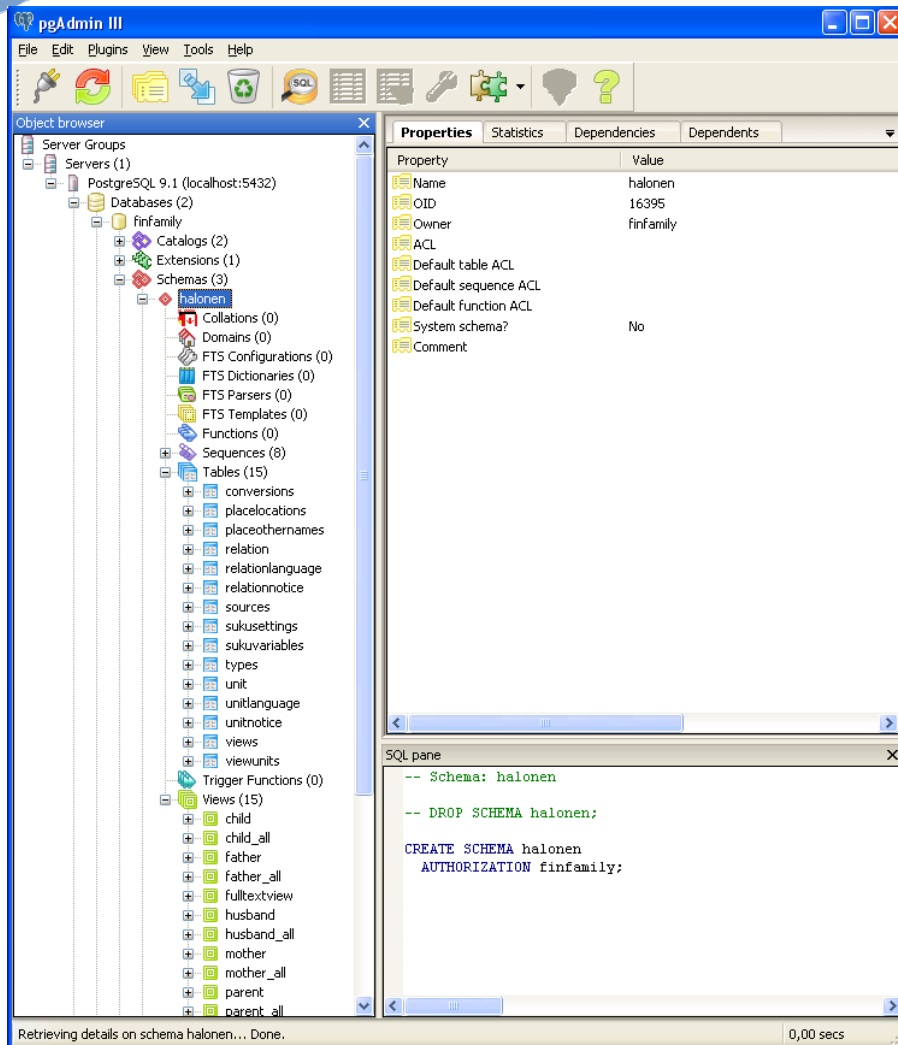 pgAdmin III
File Edit Plugins View Tools Help
SQL
Object browser
Server Groups
Servers (1)
PostgreSQL 9.1 (localhost:5432)
Databases (2)
finfamily
Catalogs (2)
Extensions (1)
Schemas (3)
halonen
Collations (0)
Domains (0)
FTS Configurations (0)
FTS Dictionaries (0)
FTS Parsers (0)
FTS Templates (0)
Functions (0)
Sequences (8)
Tables (15)
conversions
placelocations
placeothernames
relation
relationlanguage
relationnotice
sources
sukusettings
sukuvariables
types
unit
unitlanguage
unitnotice
views
viewunits
Trigger Functions (0)
Views (15)
child
child_all
father
father_all
fulltextview
husband
husband_all
mother
mother_all
parent
parent_all
Properties Statistics Dependencies Dependents
Property Value
Name halonen
OID 16395
Owner finfamily
ACL
Default table ACL
Default sequence ACL
Default function ACL
System schema? No
Comment
SQL pane
-- Schema: halonen
-- DROP SCHEMA halonen;
CREATE SCHEMA halonen
AUTHORIZATION finfamily;
Retrieving details on schema halonen... Done. 0,00 secs